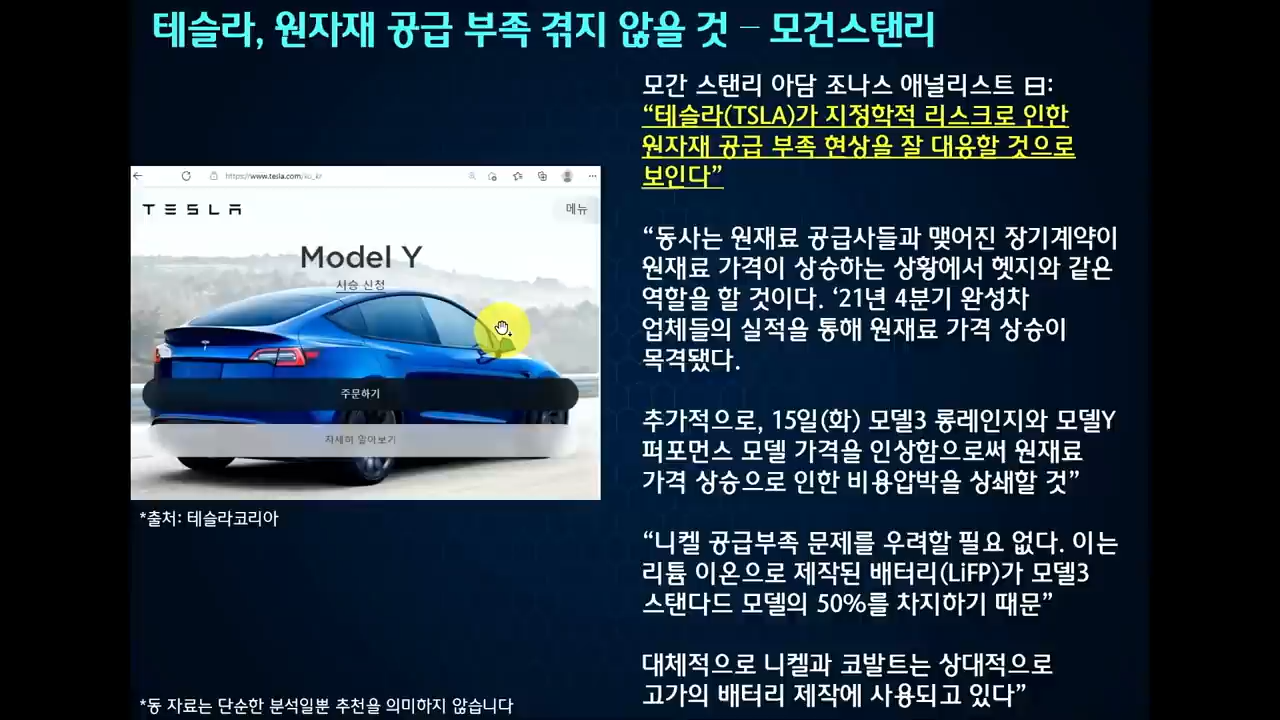 테슬라, 원자재 공급 부족 겪지 않을 것 – 모건스탠리
모간 스탠리 아담 조나스 애널리스트 曰:
“테슬라(TSLA)가 지정학적 리스크로 인한
원자재 공급 부족 현상을 잘 대응할 것으로
보인다”
“동사는 원재료 공급사들과 맺어진 장기계약이
원재료 가격이 상승하는 상황에서 헷지와 같은
역할을 할 것이다. ‘21년 4분기 완성차
업체들의 실적을 통해 원재료 가격 상승이
목격됐다.
추가적으로, 15일(화) 모델3 롱레인지와 모델Y
퍼포먼스 모델 가격을 인상함으로써 원재료
가격 상승으로 인한 비용압박을 상쇄할 것”
“니켈 공급부족 문제를 우려할 필요 없다. 이는
리튬 이온으로 제작된 배터리(LiFP)가 모델3
스탠다드 모델의 50%를 차지하기 때문”
대체적으로 니켈과 코발트는 상대적으로
고가의 배터리 제작에 사용되고 있다”
https://www.tesla.com/ko_kr
TESLA
메뉴
Model Y
시승 신청
주문하기
자세히 알아보기
*출처: 테슬라코리아
*동 자료는 단순한 분석일뿐 추천을 의미하지 않습니다